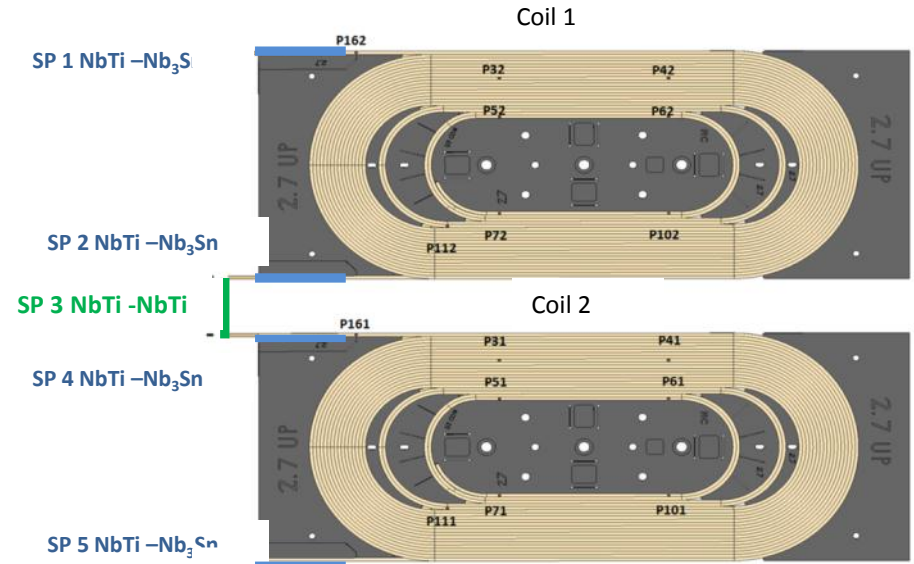 Coil 1
P162
SP 1 NbTi –Nb₃S
P32 P42
P52 P62
RC
2.7 UP 2.7 UP
SP 2 NbTi –Nb₃Sn
P72 P102
P112
SP 3 NbTi -NbTi
Coil 2
P161
P31 P41
SP 4 NbTi –Nb₃Sn
P51 P61
RC
2.7 UP 2.7 UP
P71 P101
P111
SP 5 NbTi –Nb₃Sn